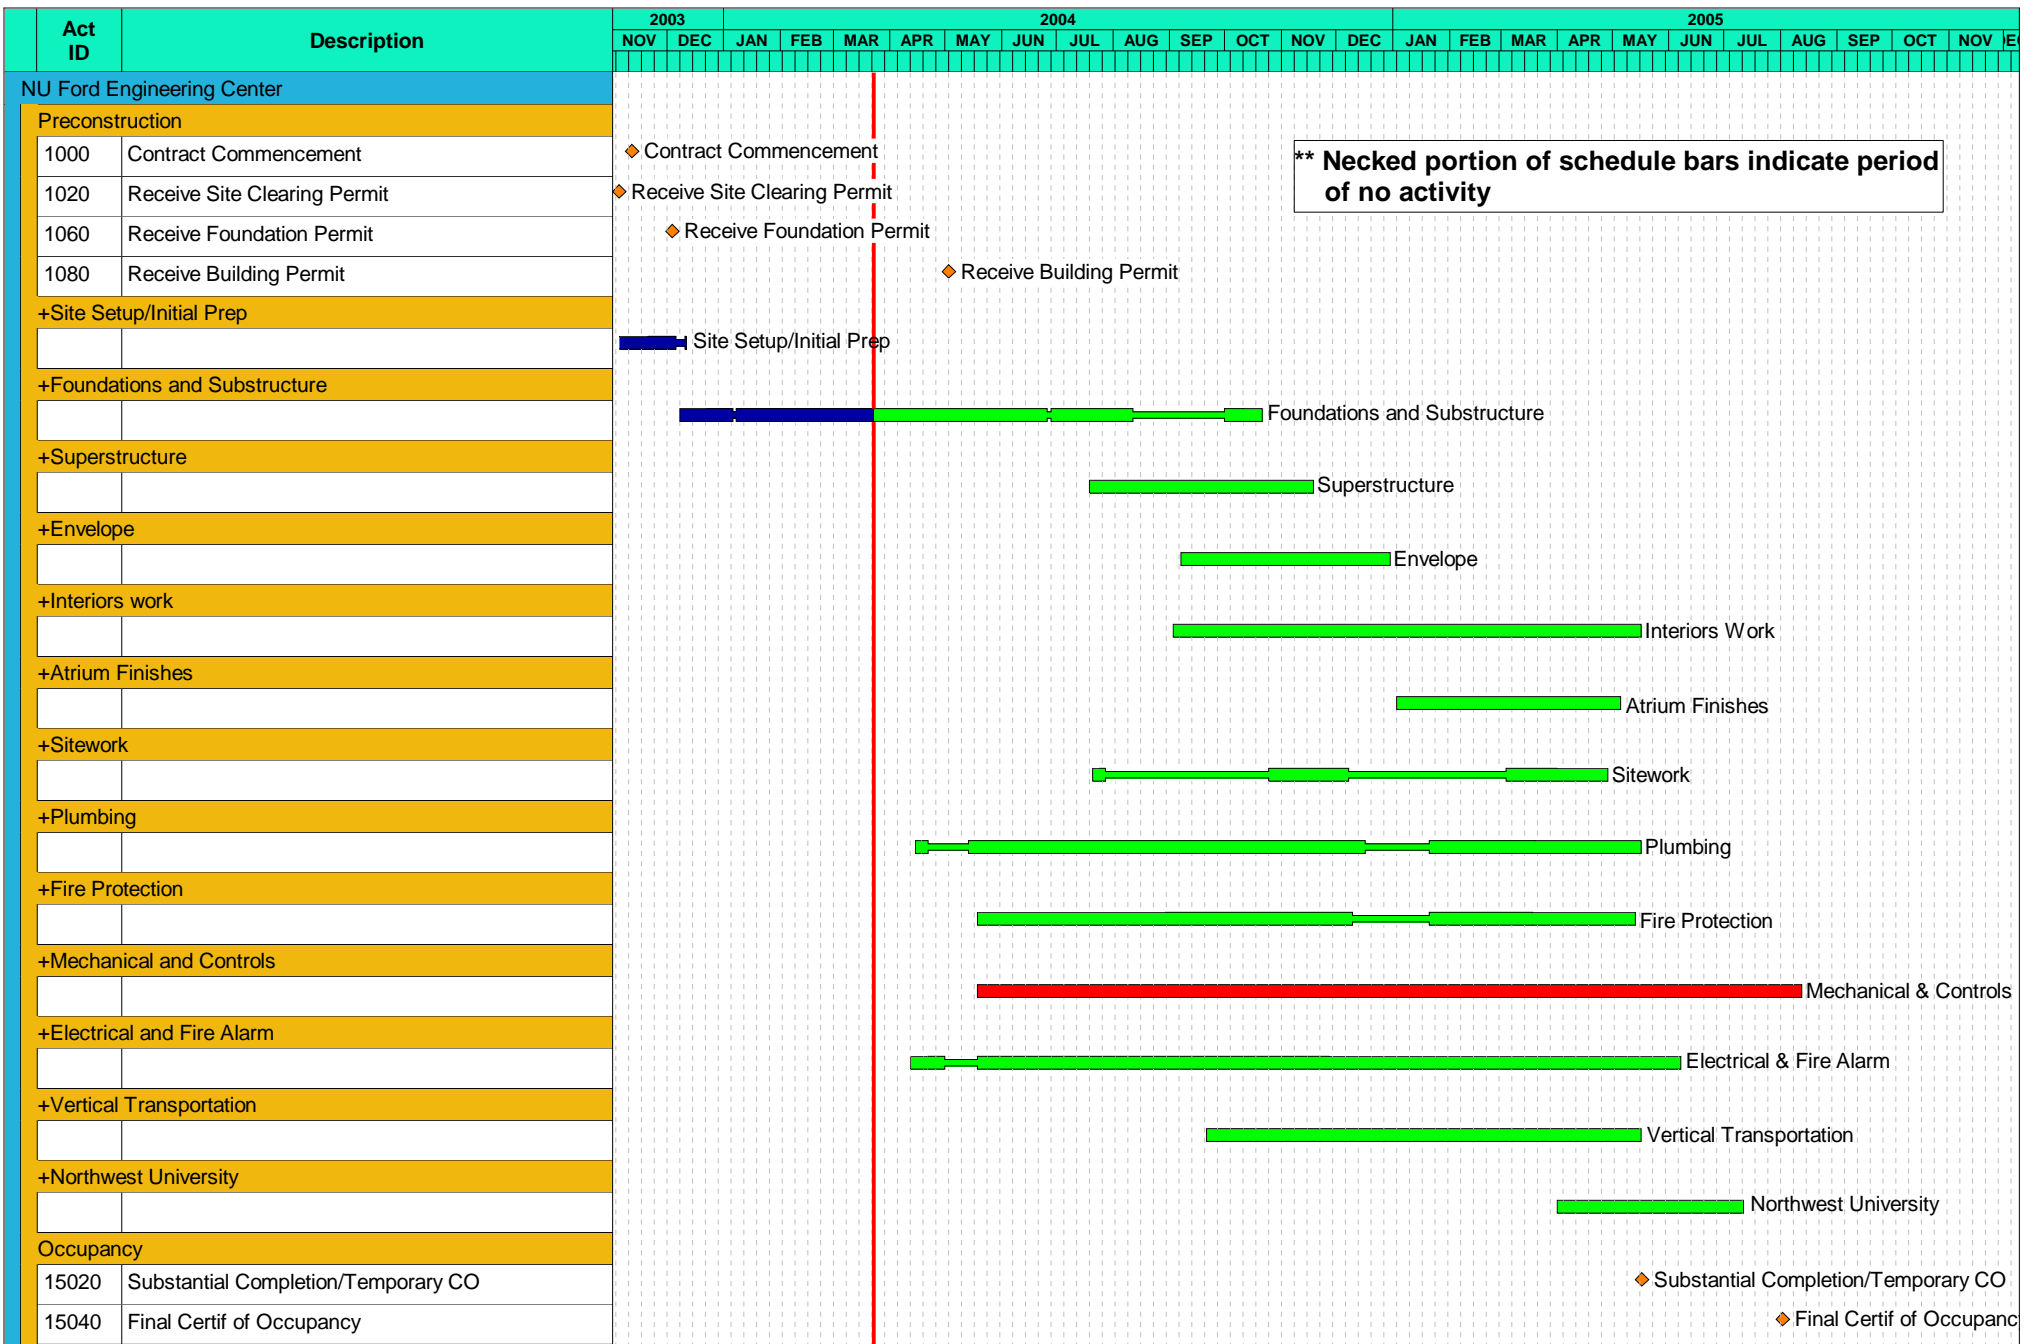 Act ID
Description
2003 2004 2005
NOV DEC JAN FEB MAR APR MAY JUN JUL AUG SEP OCT NOV DEC JAN FEB MAR APR MAY JUN JUL AUG SEP OCT NOV
NU Ford Engineering Center
Preconstruction
1000 Contract Commencement Contract Commencement
** Necked portion of schedule bars indicate period
of no activity
1020 Receive Site Clearing Permit Receive Site Clearing Permit
1060 Receive Foundation Permit Receive Foundation Permit
1080 Receive Building Permit Receive Building Permit
+Site Setup/Initial Prep
Site Setup/Initial Prep
+Foundations and Substructure
Foundations and Substructure
+Superstructure
Superstructure
+Envelope
Envelope
+Interiors work
Interiors Work
+Atrium Finishes
Atrium Finishes
+Sitework
Sitework
+Plumbing
Plumbing
+Fire Protection
Fire Protection
+Mechanical and Controls
Mechanical & Controls
+Electrical and Fire Alarm
Electrical & Fire Alarm
+Vertical Transportation
Vertical Transportation
+Northwest University
Northwest University
Occupancy
15020 Substantial Completion/Temporary CO Substantial Completion/Temporary CO
15040 Final Certif of Occupancy Final Certif of Occupanc